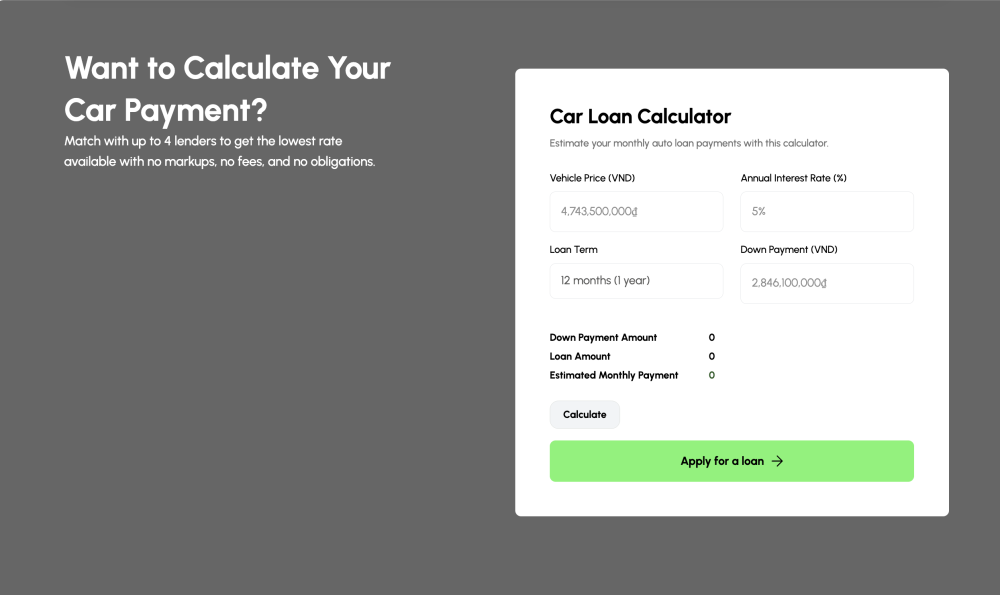 Want to Calculate Your
Car Payment?
Match with up to 4 lenders to get the lowest rate
available with no markups, no fees, and no obligations.
Car Loan Calculator
Estimate your monthly auto loan payments with this calculator.
Vehicle Price (VND)
4,743,500,000₫
Annual Interest Rate (%)
5%
Loan Term
12 months (1 year)
Down Payment (VND)
2,846,100,000₫
Down Payment Amount 0
Loan Amount 0
Estimated Monthly Payment 0
Calculate
Apply for a loan →